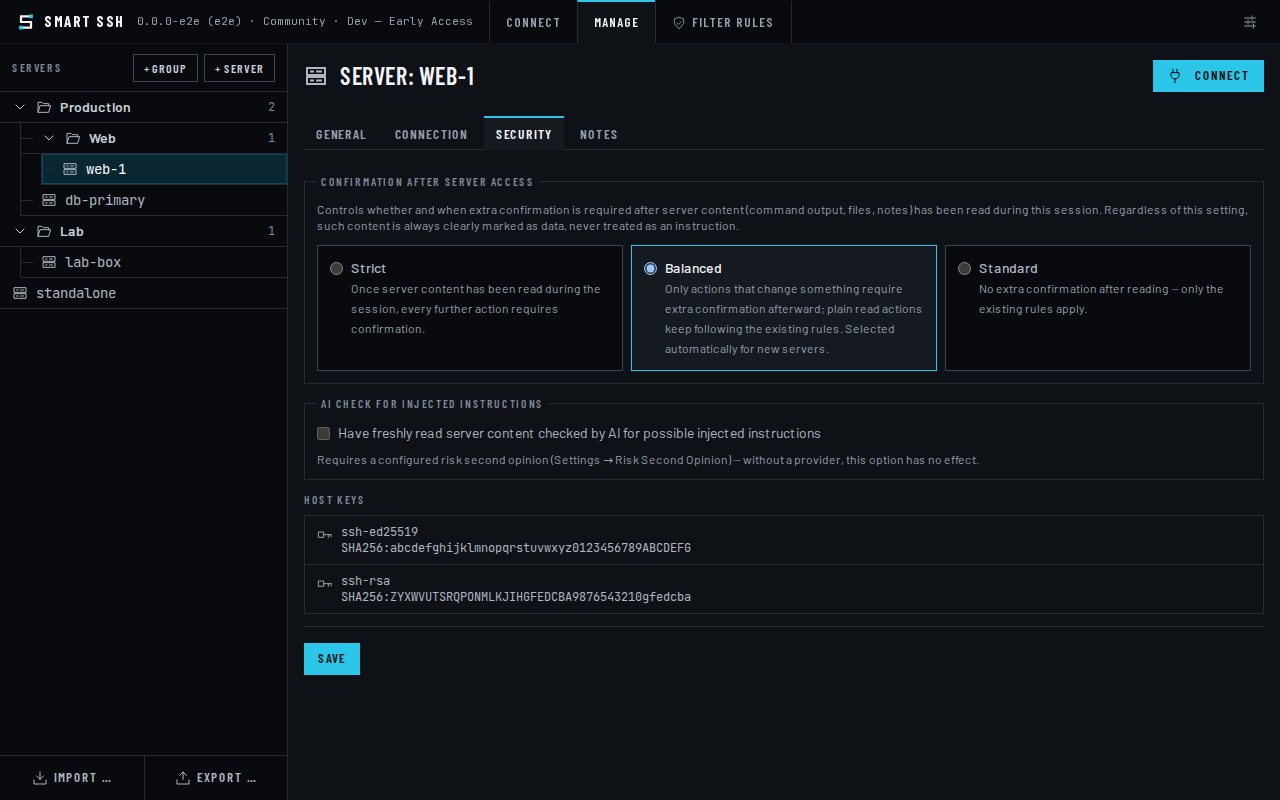 SMART SSH 0.0.0-e2e (e2e) · Community · Dev — Early Access CONNECT MANAGE FILTER RULES
SERVERS + GROUP + SERVER
Production 2
Web 1
web-1
db-primary
Lab 1
lab-box
standalone
IMPORT ... EXPORT ...
SERVER: WEB-1 CONNECT
GENERAL CONNECTION SECURITY NOTES
CONFIRMATION AFTER SERVER ACCESS
Controls whether and when extra confirmation is required after server content (command output, files, notes) has been read during this session. Regardless of this setting,
such content is always clearly marked as data, never treated as an instruction.
Strict
Once server content has been read during the
session, every further action requires
confirmation.
Balanced
Only actions that change something require
extra confirmation afterward; plain read actions
keep following the existing rules. Selected
automatically for new servers.
Standard
No extra confirmation after reading — only the
existing rules apply.
AI CHECK FOR INJECTED INSTRUCTIONS
Have freshly read server content checked by AI for possible injected instructions
Requires a configured risk second opinion (Settings → Risk Second Opinion) — without a provider, this option has no effect.
HOST KEYS
ssh-ed25519
SHA256:abcdefghijklmnopqrstuvwxyz0123456789ABCDEFG
ssh-rsa
SHA256:ZYXWVUTSRQPONMLKJIHGFEDCBA9876543210gfedcba
SAVE